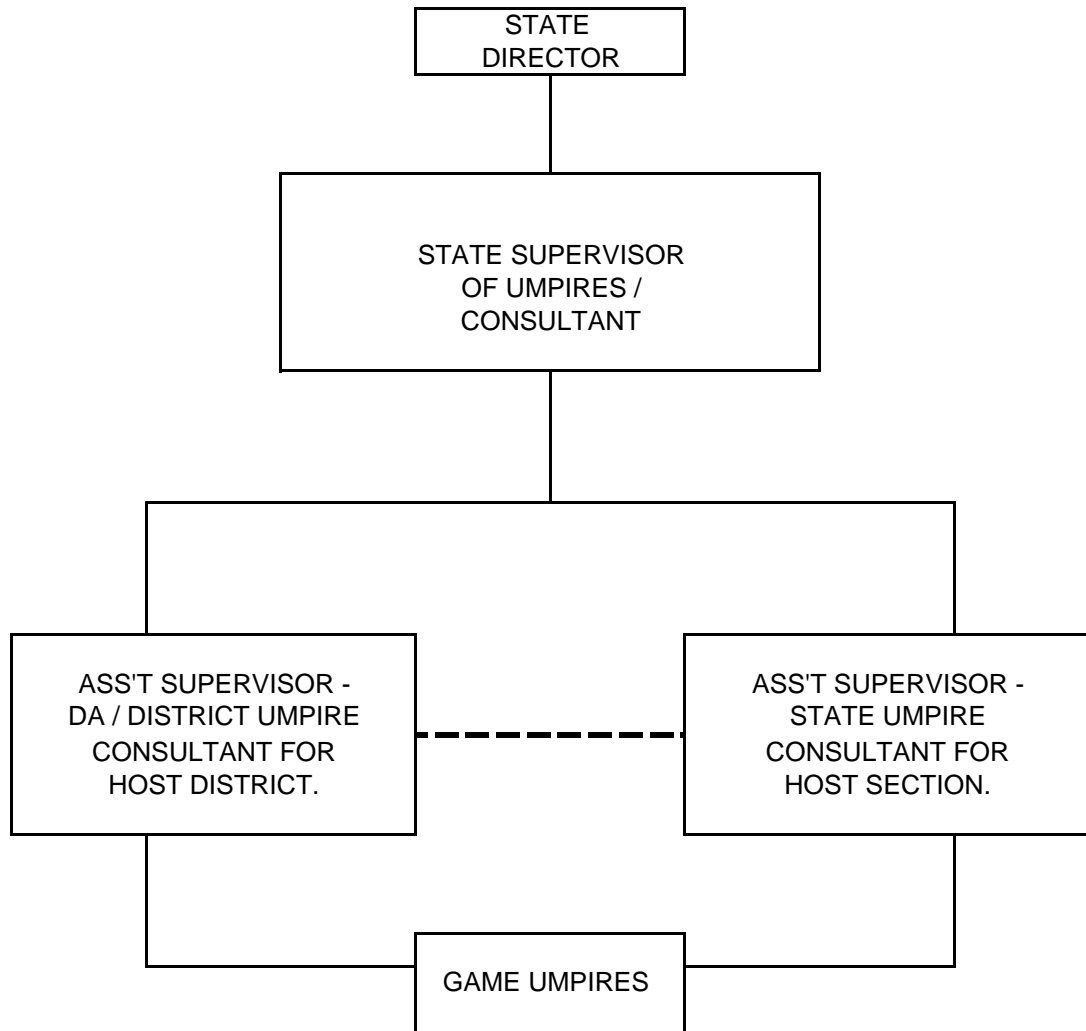 STATE
DIRECTOR
STATE SUPERVISOR
OF UMPIRES /
CONSULTANT
ASS'T SUPERVISOR -
DA / DISTRICT UMPIRE
CONSULTANT FOR
HOST DISTRICT.
ASS'T SUPERVISOR -
STATE UMPIRE
CONSULTANT FOR
HOST SECTION.
GAME UMPIRES